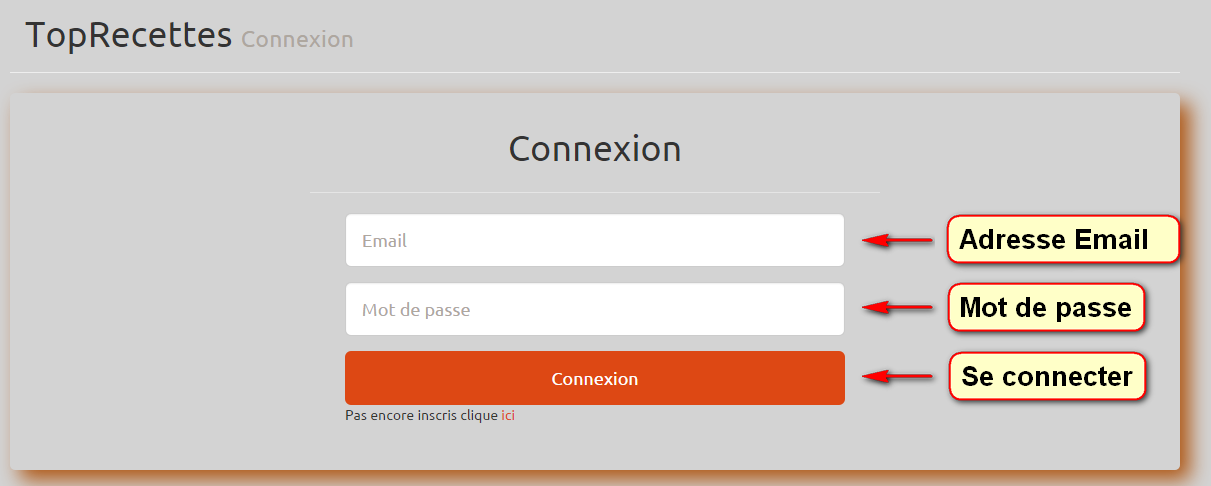 TopRecettes Connexion
Connexion
Email
Adresse Email
Mot de passe
Mot de passe
Connexion
Se connecter
Pas encore inscris clique ici